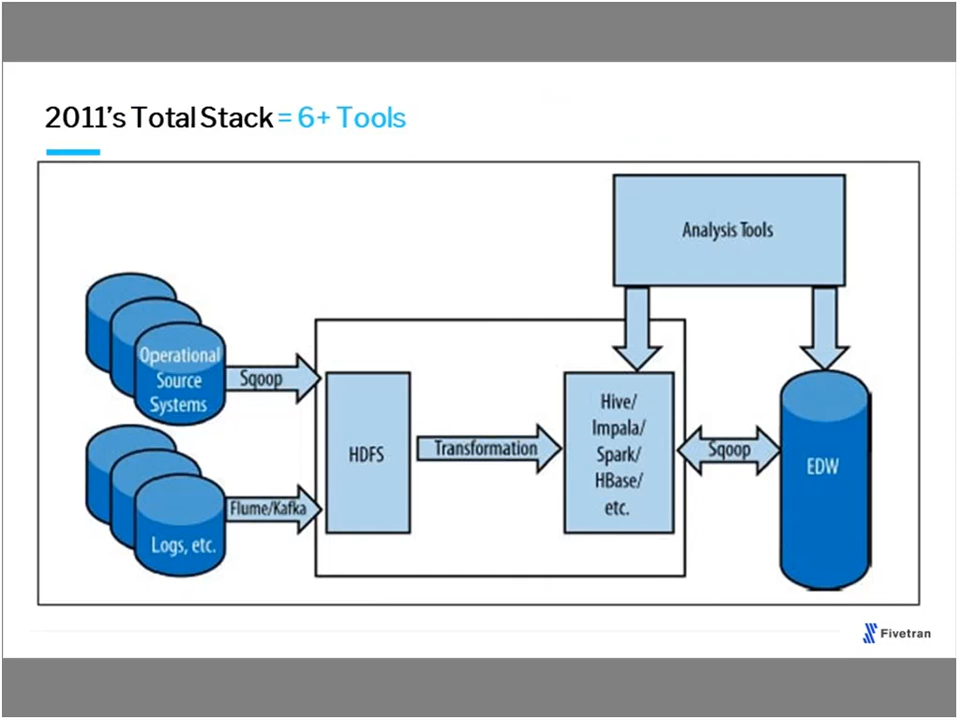 2011's Total Stack = 6+ Tools
Analysis Tools
Operational
Source
Systems
Sqoop
Hive/
Impala/
Spark/
HBase/
etc.
HDFS
Transformation
Sqoop
EDW
Flume/Kafka
Logs, etc.
Fivetran